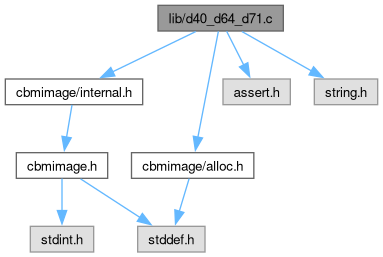 lib/d40_d64_d71.c
cbmimage/internal.h
assert.h
string.h
cbmimage.h
cbmimage/alloc.h
stdint.h
stddef.h